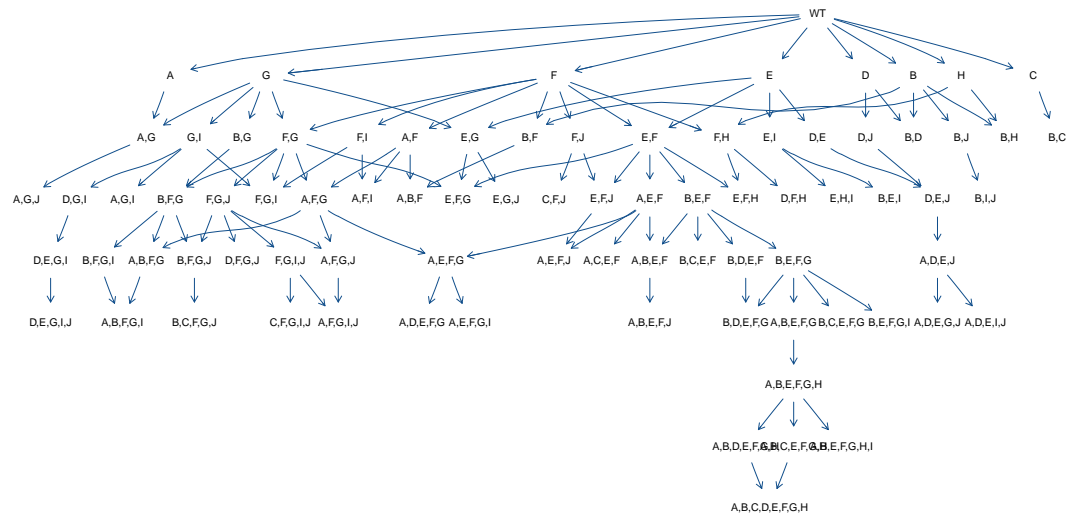 WT
A G F E D B H C
A,G G,I B,G F,G F,I A,F E,G B,F F,J E,F F,H E,I D,E D,J B,D B,J B,H B,C
A,G,J D,G,I A,G,I B,F,G F,G,J F,G,I A,F,G A,F,I A,B,F E,F,G E,G,J C,F,J E,F,J A,E,F B,E,F E,F,H D,F,H E,H,I B,E,I D,E,J B,I,J
D,E,G,I B,F,G,I A,B,F,G B,F,G,J D,F,G,J F,G,I,J A,F,G,J A,E,F,G A,E,F,J A,C,E,F A,B,E,F B,C,E,F B,D,E,F B,E,F,G A,D,E,J
D,E,G,I,J A,B,F,G,I B,C,F,G,J C,F,G,I,J A,F,G,I,J A,D,E,F,G A,E,F,G,I A,B,E,F,J B,D,E,F,G A,B,E,F,G B,C,E,F,G B,E,F,G,I A,D,E,G,J A,D,E,I,J
A,B,E,F,G,H
A,B,D,E,F,G,H A,B,C,E,F,G,H A,B,E,F,G,H,I
A,B,C,D,E,F,G,H